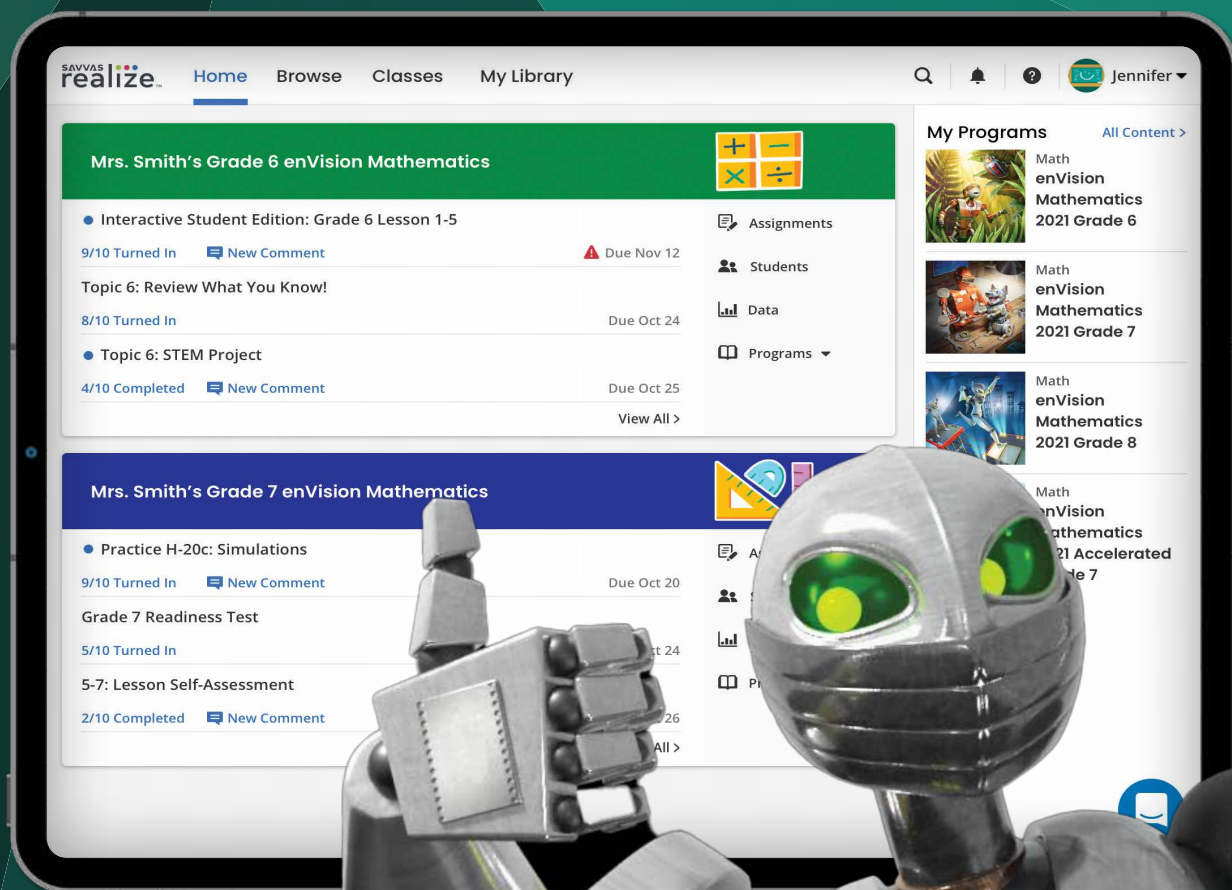 SAVVAS
realize™
Home
Browse
Classes
My Library
Jennifer
Mrs. Smith's Grade 6 enVision Mathematics
Interactive Student Edition: Grade 6 Lesson 1-5
9/10 Turned In
New Comment
Due Nov 12
Topic 6: Review What You Know!
8/10 Turned In
Due Oct 24
Topic 6: STEM Project
4/10 Completed
New Comment
Due Oct 25
View All >
Assignments
Students
Data
Programs
Mrs. Smith's Grade 7 enVision Mathematics
Practice H-20c: Simulations
9/10 Turned In
New Comment
Due Oct 20
Grade 7 Readiness Test
5/10 Turned In
24
5-7: Lesson Self-Assessment
2/10 Completed
New Comment
26
All >
My Programs
All Content >
Math
enVision
Mathematics
2021 Grade 6
Math
enVision
Mathematics
2021 Grade 7
Math
enVision
Mathematics
2021 Grade 8
Math
Accelerated
7